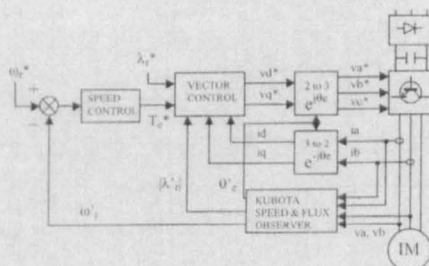 λr*
ωr*
+
−
SPEED
CONTROL
Te*
VECTOR
CONTROL
vd*
vq*
2 to 3
e^jθe
va*
vb*
id
iq
3 to 2
e^-jθe
ia
ib
θ'e
KUBOTA
SPEED & FLUX
OBSERVER
va, vb
IM